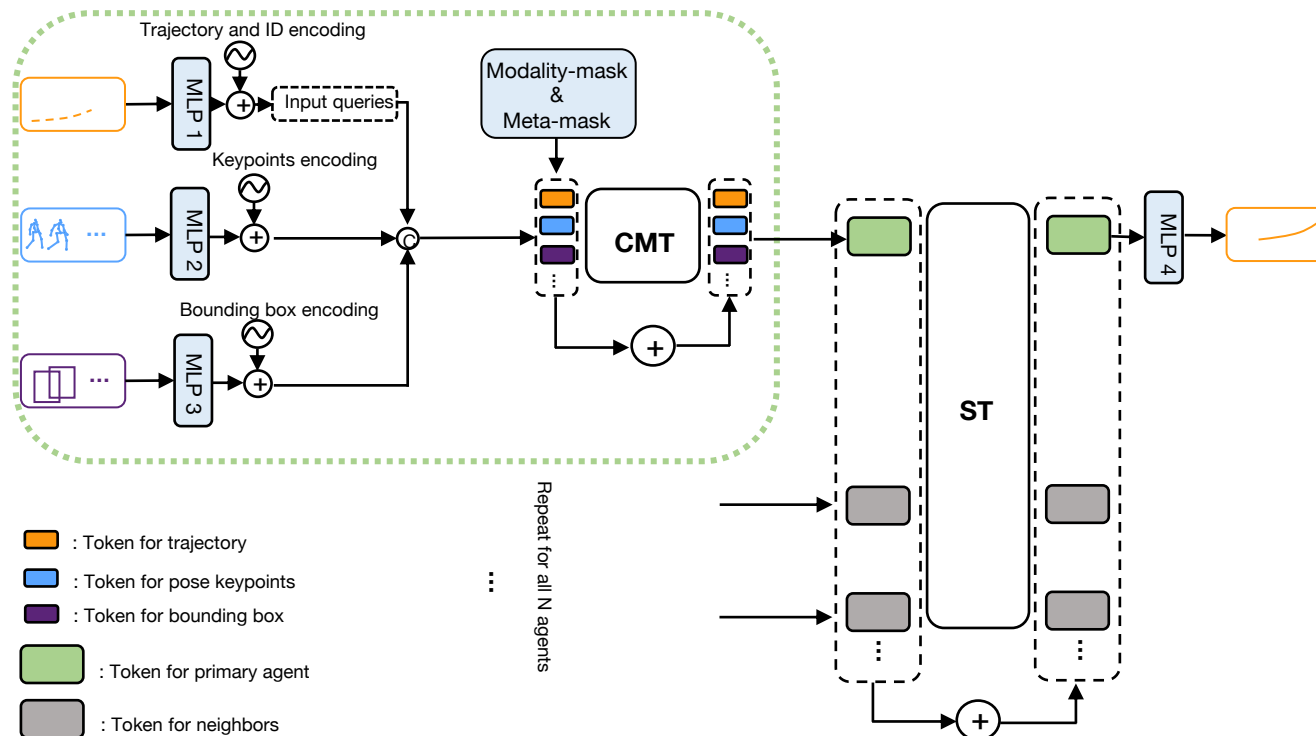 Trajectory and ID encoding
MLP 1
Input queries
Modality-mask
&
Meta-mask
Keypoints encoding
MLP 2
...
C
CMT
...
...
MLP 4
Bounding box encoding
MLP 3
...
ST
Repeat for all N agents
...
: Token for trajectory
: Token for pose keypoints
: Token for bounding box
: Token for primary agent
: Token for neighbors
...
...